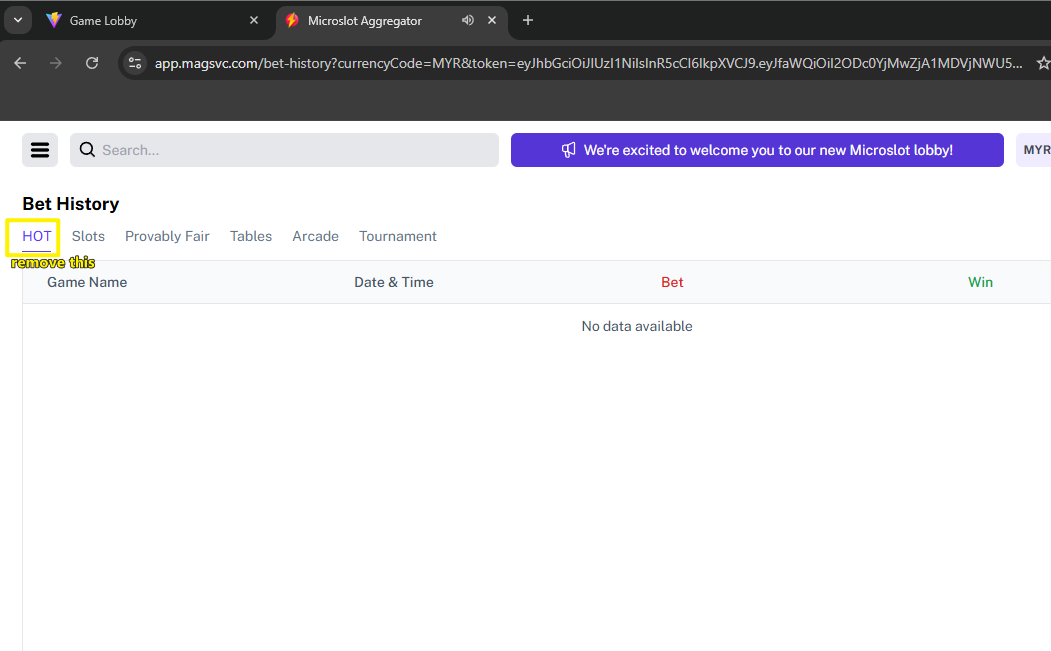 Game Lobby
Microslot Aggregator
app.magsvc.com/bet-history?currencyCode=MYR&token=eyJhbGciOiJIUzI1NiIsInR5cCI6IkpXVCJ9.eyJfaWQiOiI2ODc0YjMwZjA1MDVjNWU5...
Search...
We're excited to welcome you to our new Microslot lobby!
MYR
Bet History
HOT Slots Provably Fair Tables Arcade Tournament
remove this
Game Name Date & Time Bet Win
No data available